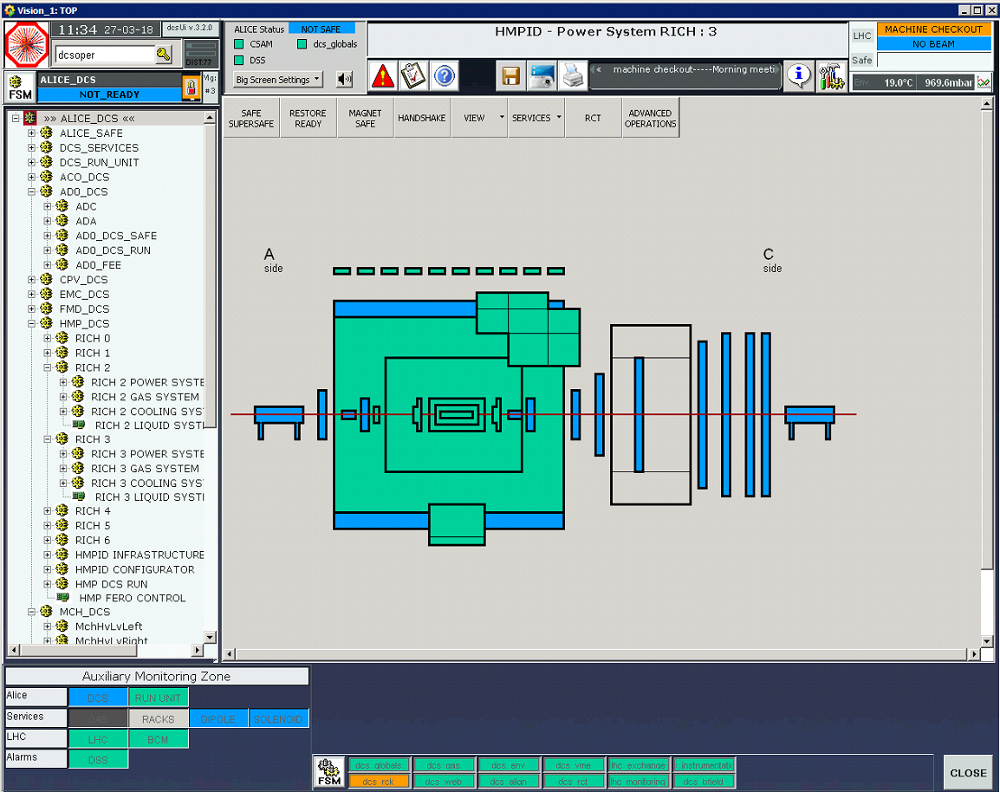 Vision_1: TOP
11:34 27-03-18 dcsUi v.3.2.0
dcsoper
DIST:77
FSM
ALICE_DCS
NOT_READY
Mg:
#3
ALICE Status NOT SAFE
CSAM dcs_globals
DSS
Big Screen Settings
HMPID - Power System RICH : 3
LHC MACHINE CHECKOUT
NO BEAM
Safe
« machine checkout-----Morning meeti
Env. 19.0°C 969.6mbar
SAFE SUPERSAFE
RESTORE READY
MAGNET SAFE
HANDSHAKE
VIEW
SERVICES
RCT
ADVANCED OPERATIONS
>> ALICE_DCS <<
ALICE_SAFE
DCS_SERVICES
DCS_RUN_UNIT
ACO_DCS
AD0_DCS
ADC
ADA
AD0_DCS_SAFE
AD0_DCS_RUN
AD0_FEE
CPV_DCS
EMC_DCS
FMD_DCS
HMP_DCS
RICH 0
RICH 1
RICH 2
RICH 2 POWER SYSTE
RICH 2 GAS SYSTEM
RICH 2 COOLING SYS
RICH 2 LIQUID SYSTI
RICH 3
RICH 3 POWER SYSTE
RICH 3 GAS SYSTEM
RICH 3 COOLING SYS
RICH 3 LIQUID SYSTI
RICH 4
RICH 5
RICH 6
HMPID INFRASTRUCTURE
HMPID CONFIGURATOR
HMP DCS RUN
HMP FERO CONTROL
MCH_DCS
MchHvLvLeft
MchHvLvRight
A
side
C
side
Auxiliary Monitoring Zone
Alice DCS RUN UNIT
Services GAS RACKS DIPOLE SOLENOID
LHC LHC BCM
Alarms DSS
FSM
dcs_globals dcs_gas dcs_env dcs_vme lhc_exchange instrumentatio
dcs_rck dcs_web dcs_align dcs_rct lhc_monitoring dcs_bfield
CLOSE